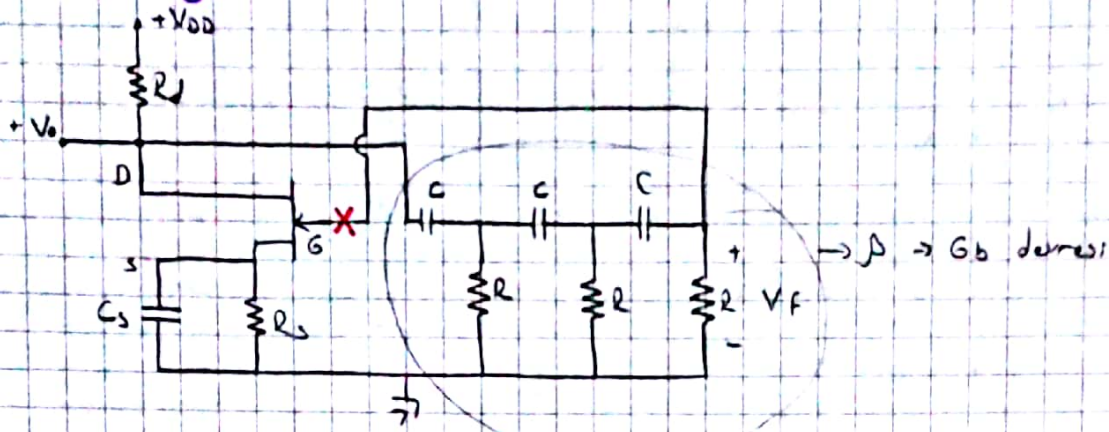 +VDD
Rd
+ Vo
D
C C C
G
S
+
→ β → Gb devresi
Cs
Rs
R R R Vf
-